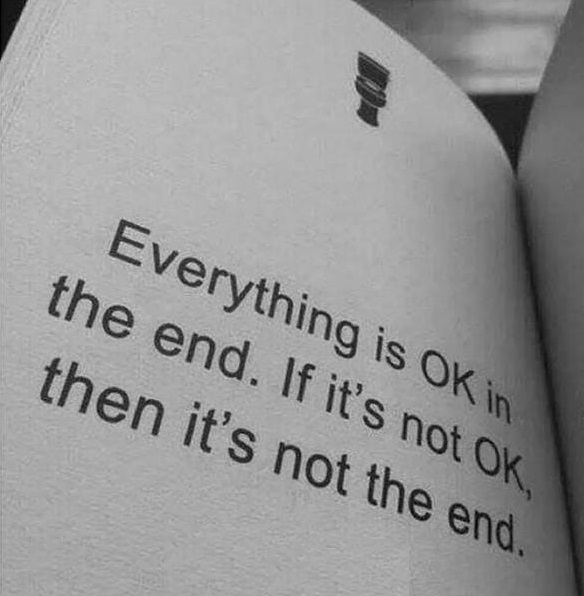 Everything is OK in
the end. If it's not OK,
then it's not the end.